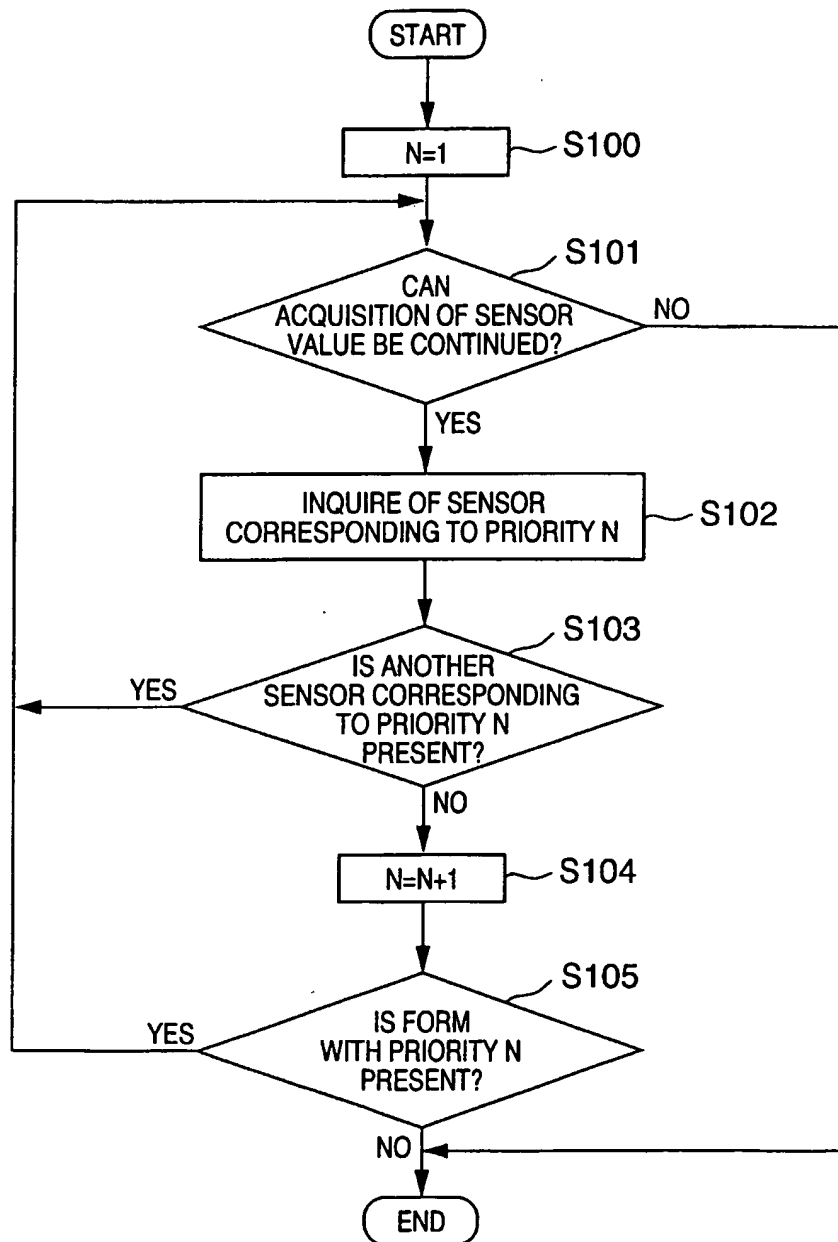 START
N=1
S100
S101
CAN
ACQUISITION OF SENSOR
VALUE BE CONTINUED?
NO
YES
INQUIRE OF SENSOR
CORRESPONDING TO PRIORITY N
S102
S103
IS ANOTHER
SENSOR CORRESPONDING
TO PRIORITY N
PRESENT?
YES
NO
N=N+1
S104
S105
IS FORM
WITH PRIORITY N
PRESENT?
YES
NO
END